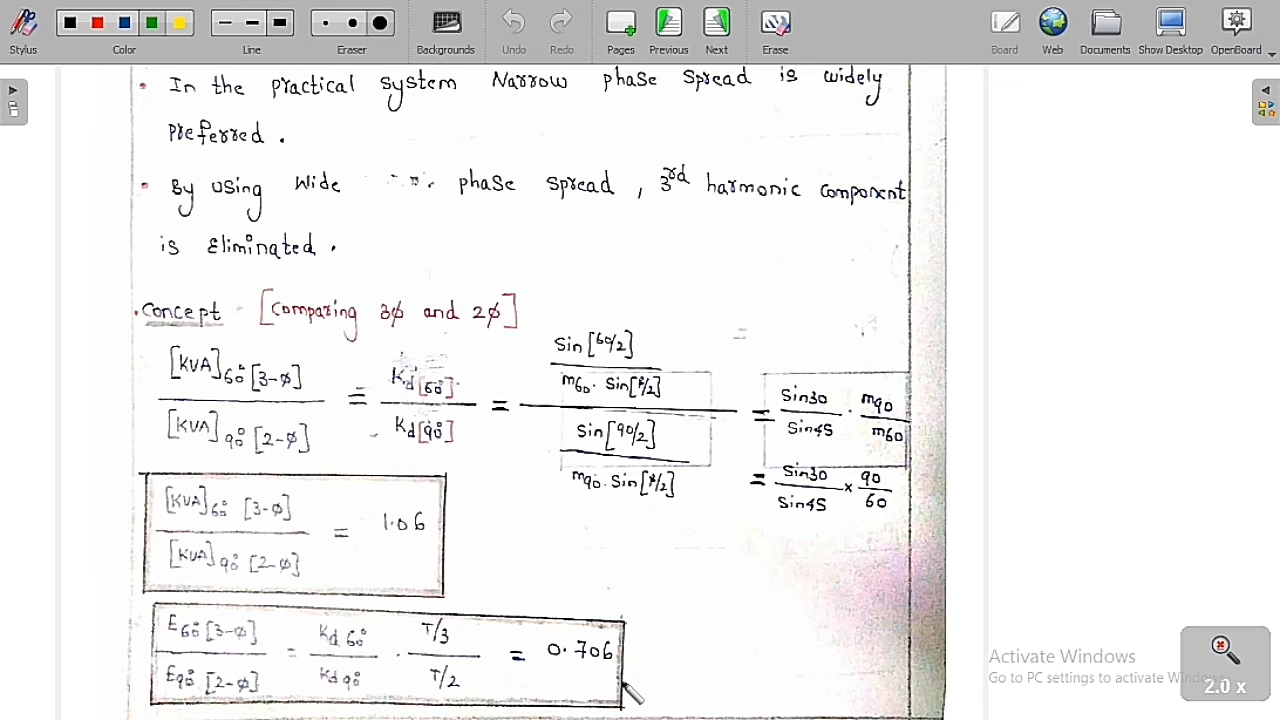 Stylus Color Line Eraser Backgrounds Undo Redo Pages Previous Next Erase Board Web Documents Show Desktop OpenBoard
• In the practical system Narrow phase spread is widely
preferred.
• By using wide phase spread, 3rd harmonic component
is Eliminated.
• Concept - [Comparing 3ϕ and 2ϕ]
[KVA]60° [3-ϕ] / [KVA]90° [2-ϕ] = Kd[60°] / Kd[90°] = (Sin[60/2] / m60. Sin[γ/2]) / (Sin[90/2] / m90. Sin[γ/2]) = Sin30/Sin45 . m90/m60
= Sin30/Sin45 × 90/60
[KVA]60° [3-ϕ] / [KVA]90° [2-ϕ] = 1.06
E60° [3-ϕ] / E90° [2-ϕ] = Kd 60° / Kd 90° . T/3 / T/2 = 0.706
Activate Windows
Go to PC settings to activate Windows.
2.0 x